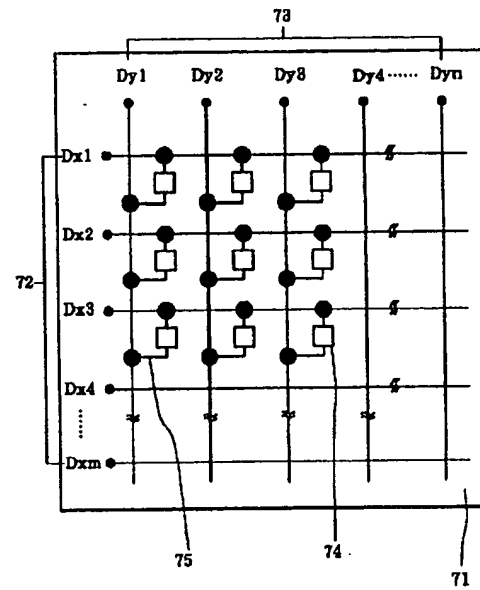 73
Dy1 Dy2 Dy3 Dy4 ...... Dyn
Dx1
Dx2
72
Dx3
Dx4
......
Dxm
75
74
71